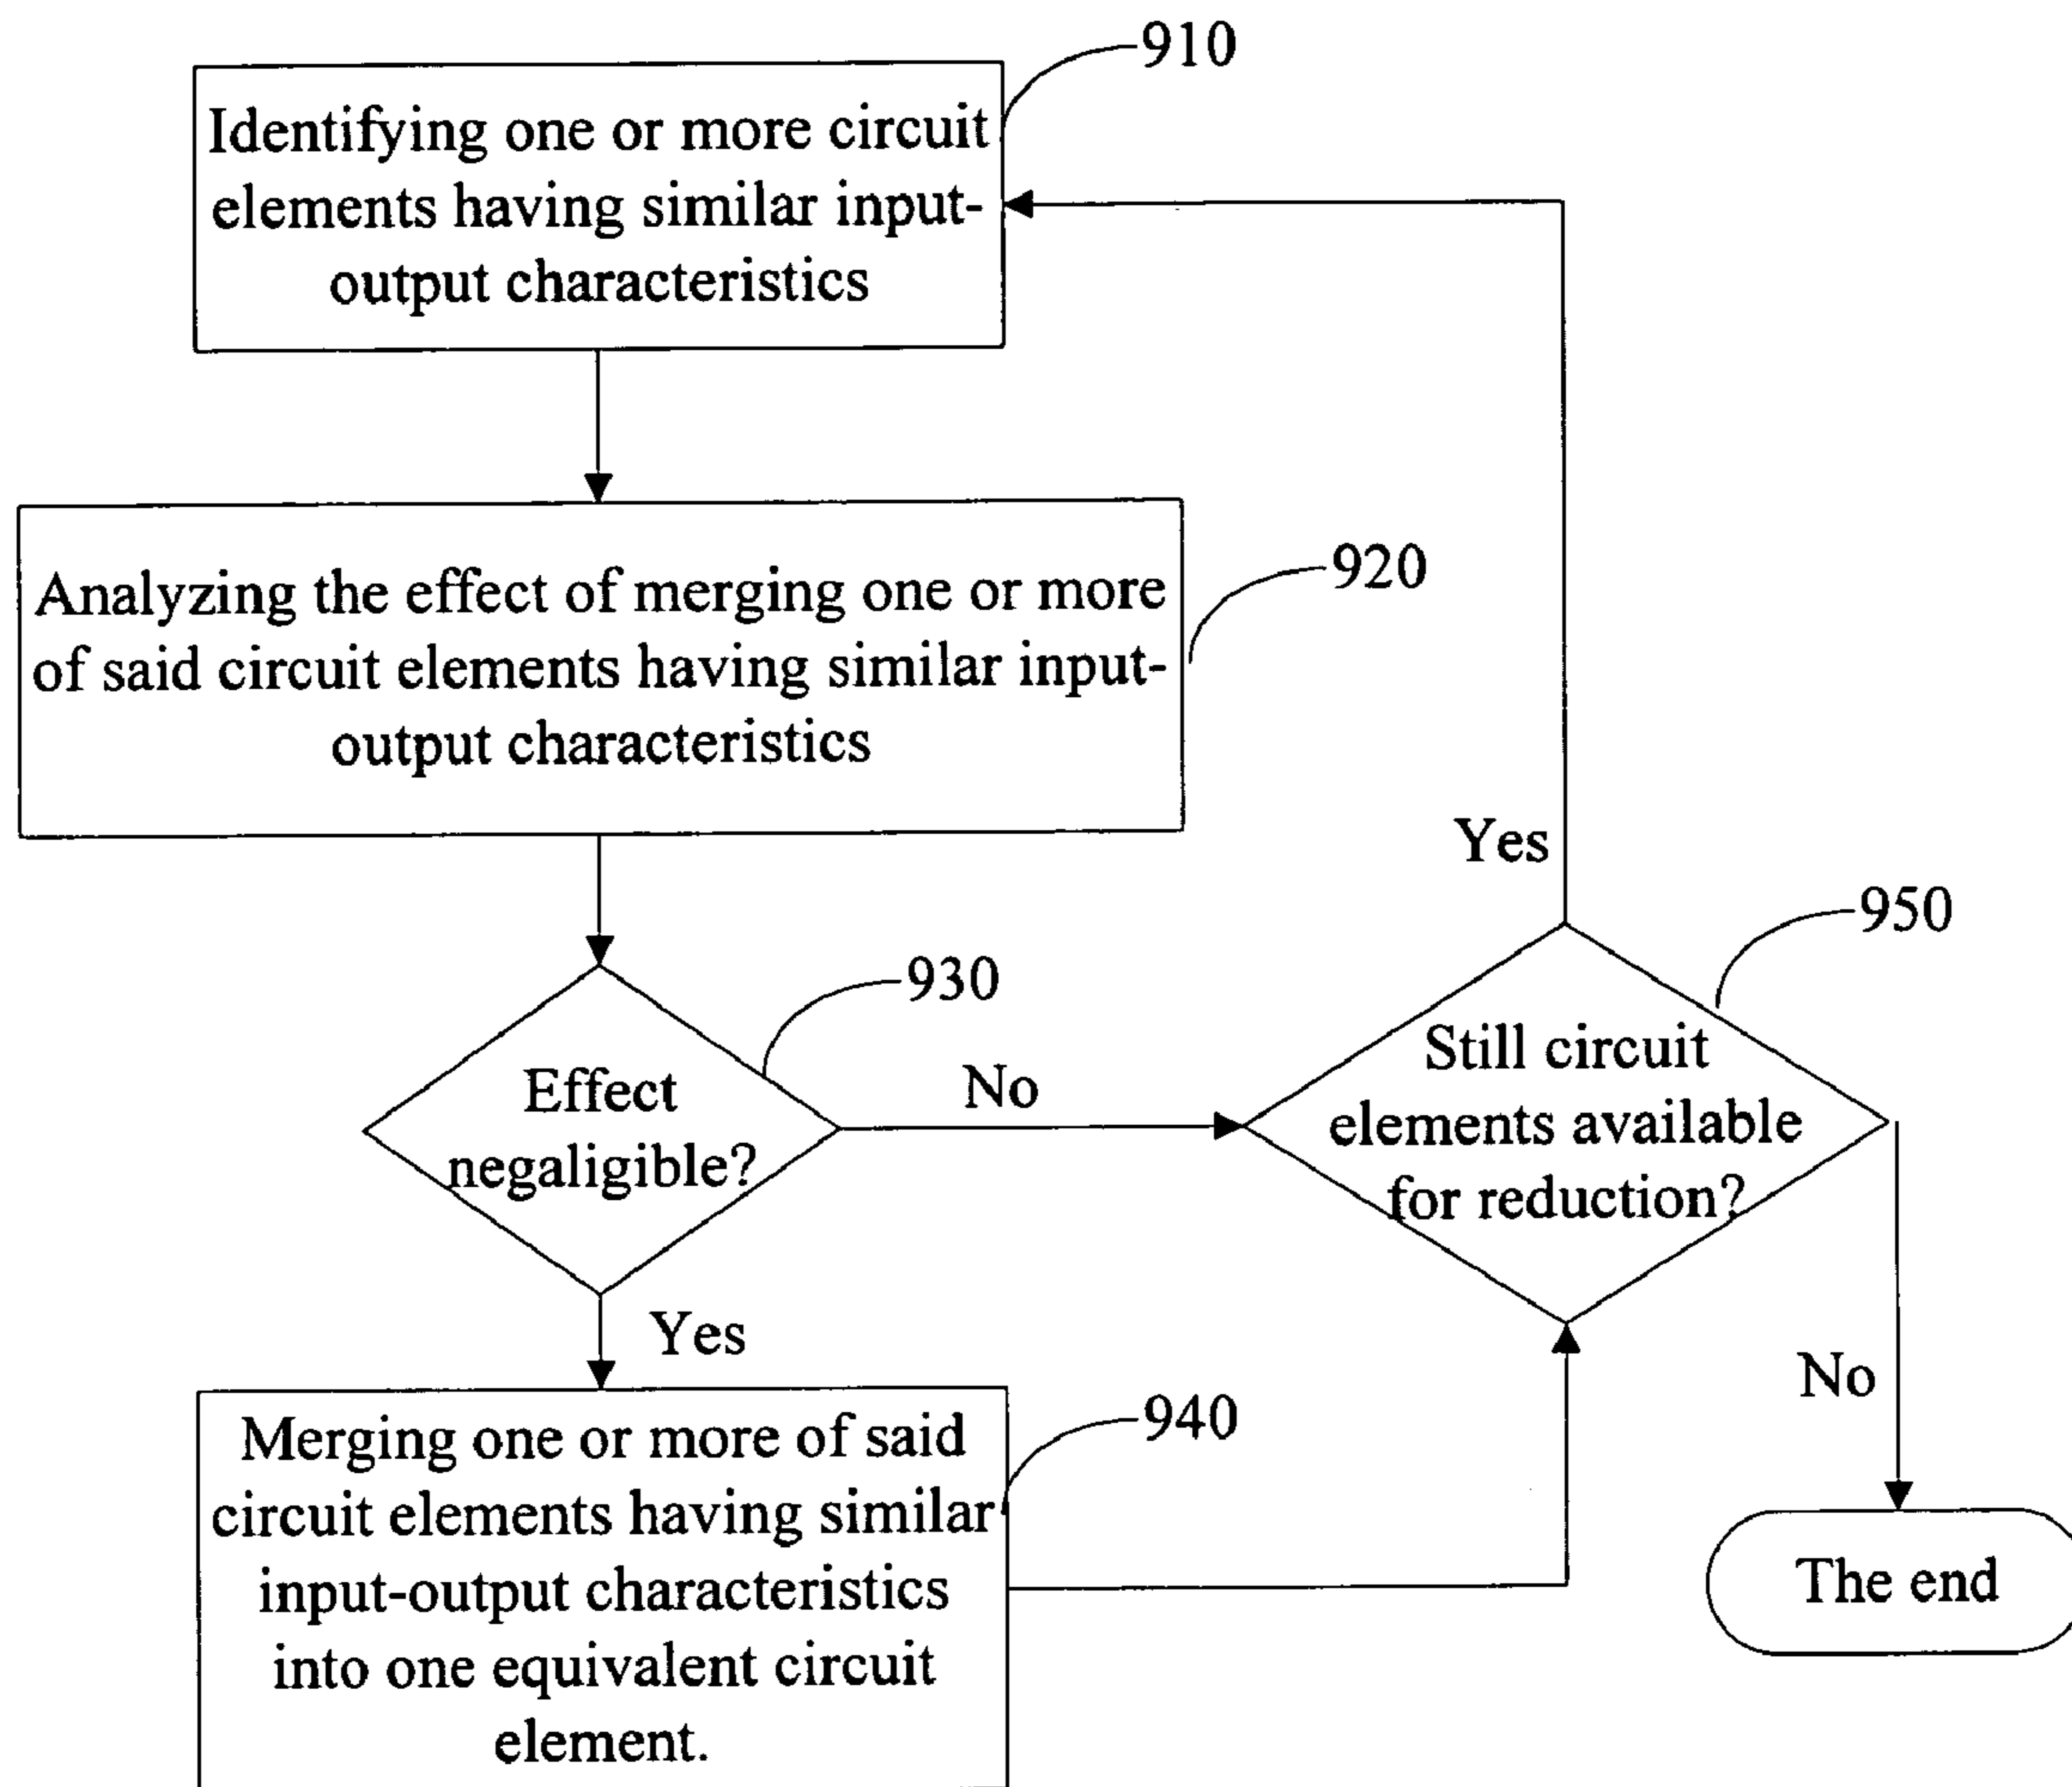 910
Identifying one or more circuit
elements having similar input-
output characteristics
920
Analyzing the effect of merging one or more
of said circuit elements having similar input-
output characteristics
930
Effect
negaligible?
No
Yes
940
Merging one or more of said
circuit elements having similar
input-output characteristics
into one equivalent circuit
element.
Yes
950
Still circuit
elements available
for reduction?
No
The end